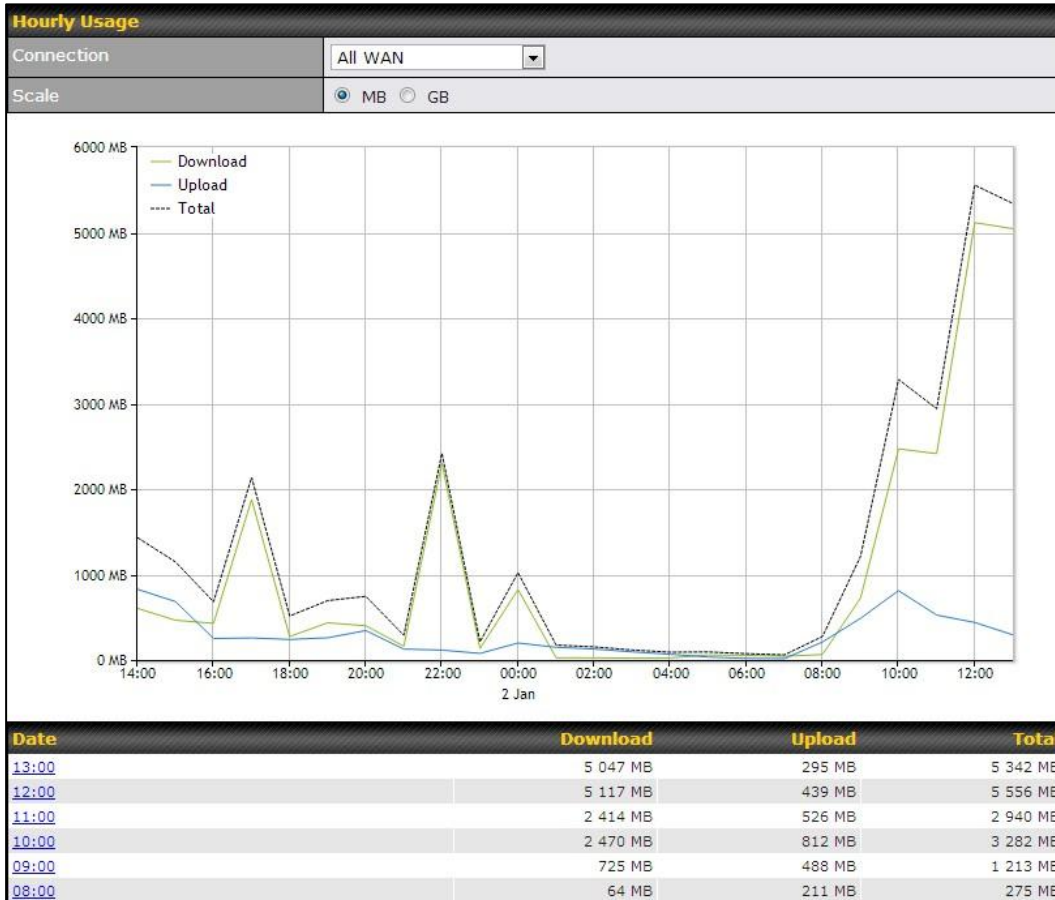 Hourly Usage
Connection All WAN
Scale MB GB
6000 MB
Download
Upload
Total
5000 MB
4000 MB
3000 MB
2000 MB
1000 MB
0 MB
14:00 16:00 18:00 20:00 22:00 00:00 02:00 04:00 06:00 08:00 10:00 12:00
2 Jan
Date Download Upload Total
13:00 5 047 MB 295 MB 5 342 MB
12:00 5 117 MB 439 MB 5 556 MB
11:00 2 414 MB 526 MB 2 940 MB
10:00 2 470 MB 812 MB 3 282 MB
09:00 725 MB 488 MB 1 213 MB
08:00 64 MB 211 MB 275 MB